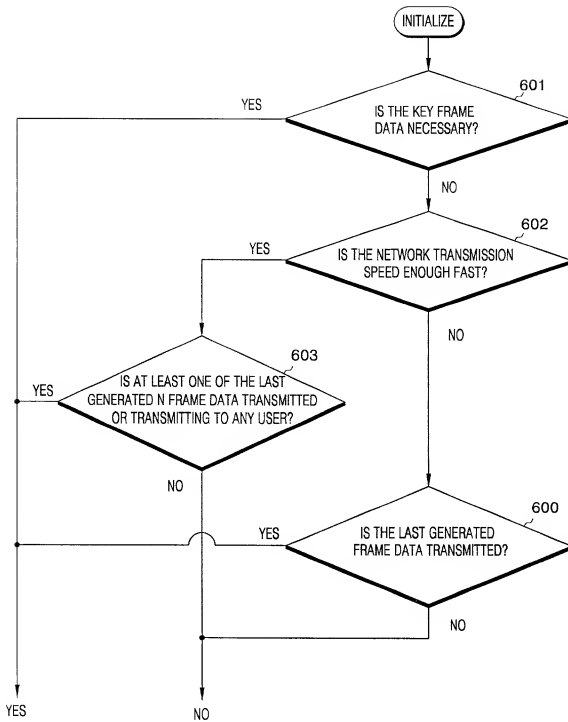 INITIALIZE
601
YES
IS THE KEY FRAME
DATA NECESSARY?
NO
602
YES
IS THE NETWORK TRANSMISSION
SPEED ENOUGH FAST?
NO
603
YES
IS AT LEAST ONE OF THE LAST
GENERATED N FRAME DATA TRANSMITTED
OR TRANSMITTING TO ANY USER?
NO
600
YES
IS THE LAST GENERATED
FRAME DATA TRANSMITTED?
NO
YES
NO